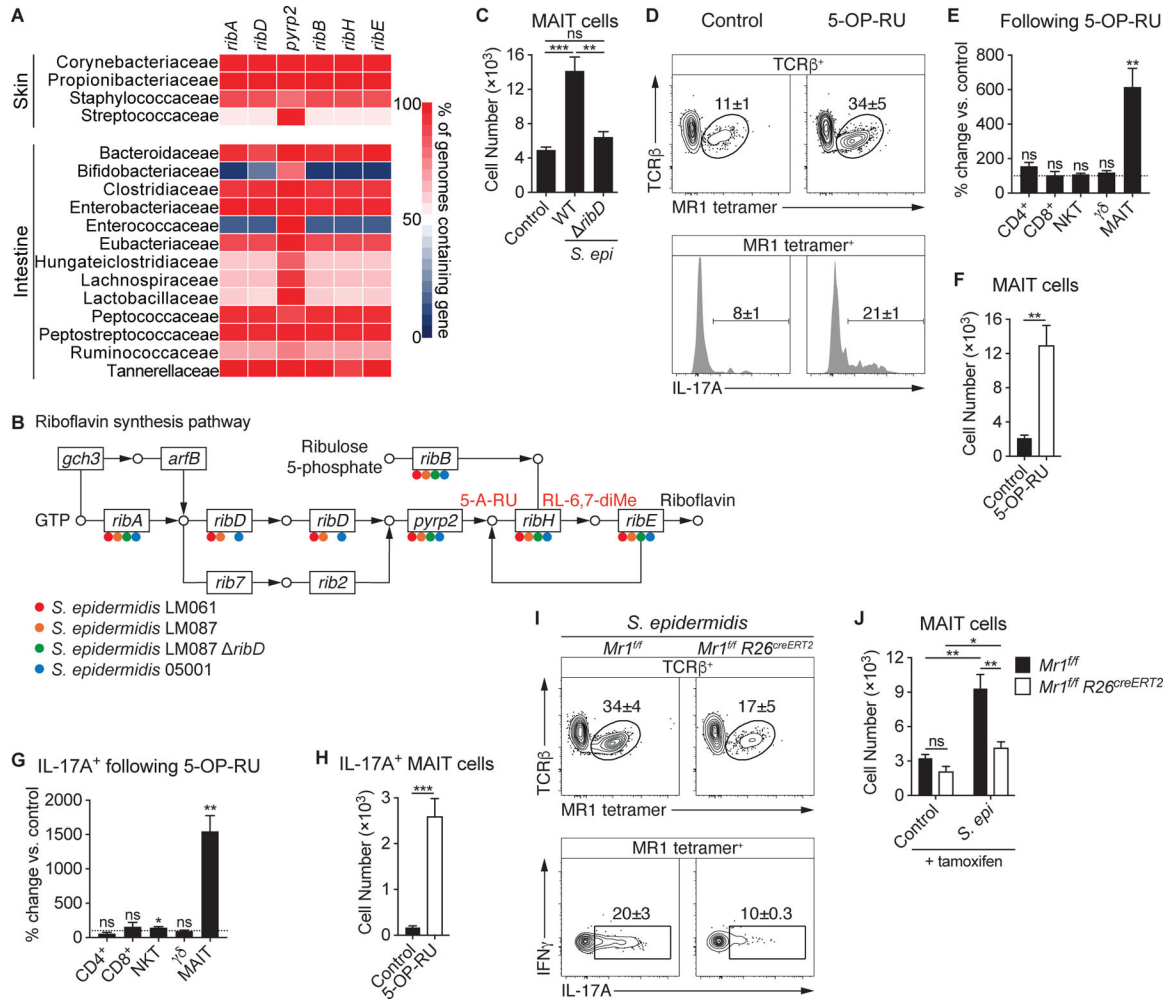 A
ribA ribD pyrp2 ribB ribH ribE
Skin
Corynebacteriaceae
Propionibacteriaceae
Staphylococcaceae
Streptococcaceae
Intestine
Bacteroidaceae
Bifidobacteriaceae
Clostridiaceae
Enterobacteriaceae
Enterococcaceae
Eubacteriaceae
Hungateiclostridiaceae
Lachnospiraceae
Lactobacillaceae
Peptococcaceae
Peptostreptococcaceae
Ruminococcaceae
Tannerellaceae
100
50
0
% of genomes containing gene
B Riboflavin synthesis pathway
gch3 arfB
Ribulose
5-phosphate
ribB
5-A-RU RL-6,7-diMe Riboflavin
GTP ribA ribD ribD pyrp2 ribH ribE
rib7 rib2
S. epidermidis LM061
S. epidermidis LM087
S. epidermidis LM087 ΔribD
S. epidermidis 05001
C MAIT cells
ns
*** **
Cell Number (×10³)
16
12
8
4
0
Control WT ΔribD
S. epi
D Control 5-OP-RU
TCRβ⁺
11±1 34±5
TCRβ
MR1 tetramer
MR1 tetramer⁺
8±1 21±1
IL-17A
E Following 5-OP-RU
% change vs. control
800
600
400
200
0
ns ns ns ns **
CD4⁺ CD8⁺ NKT γδ MAIT
F MAIT cells
**
Cell Number (×10³)
16
12
8
4
0
Control 5-OP-RU
G IL-17A⁺ following 5-OP-RU
% change vs. control
2000
1500
1000
500
100
0
ns ns * ns **
CD4⁺ CD8⁺ NKT γδ MAIT
H IL-17A⁺ MAIT cells
***
Cell Number (×10³)
3
2
1
0
Control 5-OP-RU
I S. epidermidis
Mr1f/f Mr1f/f R26creERT2
TCRβ⁺
34±4 17±5
TCRβ
MR1 tetramer
MR1 tetramer⁺
20±3 10±0.3
IFNγ
IL-17A
J MAIT cells
*
** **
ns
Mr1f/f
Mr1f/f R26creERT2
Cell Number (×10³)
12
9
6
3
0
Control S. epi
+ tamoxifen